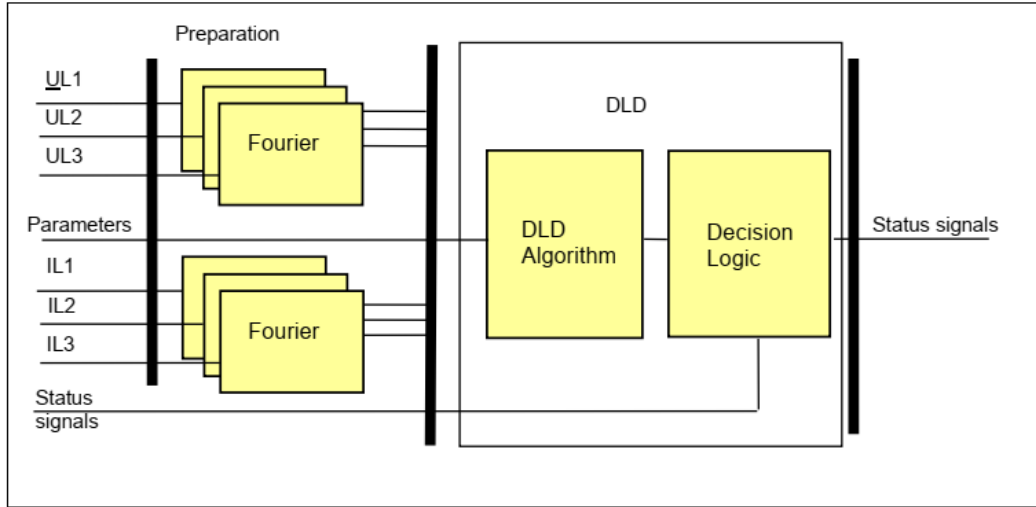 Preparation
UL1
UL2
UL3
Fourier
DLD
Parameters
DLD
Algorithm
Decision
Logic
Status signals
IL1
IL2
IL3
Fourier
Status
signals